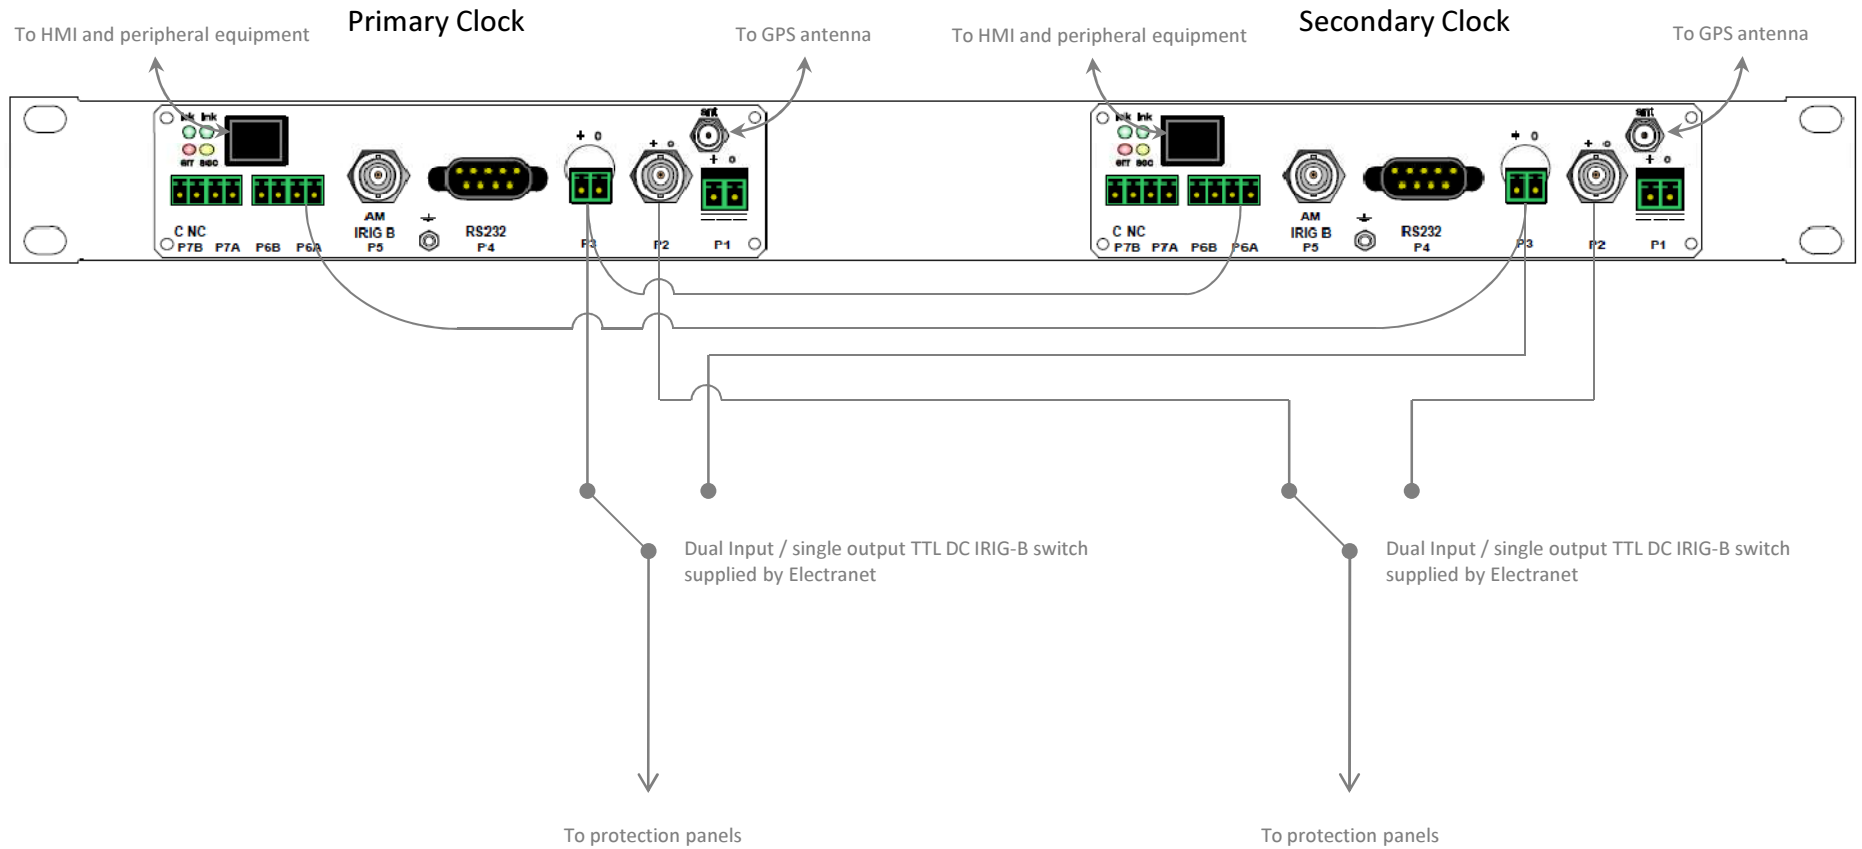 Primary Clock
Secondary Clock
To HMI and peripheral equipment
To GPS antenna
To HMI and peripheral equipment
To GPS antenna
lnk lnk
err sec
+ 0
+ o
ant
+ o
C NC
P7B P7A P6B P6A
AM
IRIG B
P5
RS232
P4
P3
P2
P1
lnk lnk
err sec
+ 0
+ o
ant
+ o
C NC
P7B P7A P6B P6A
AM
IRIG B
P5
RS232
P4
P3
P2
P1
Dual Input / single output TTL DC IRIG-B switch
supplied by Electranet
Dual Input / single output TTL DC IRIG-B switch
supplied by Electranet
To protection panels
To protection panels